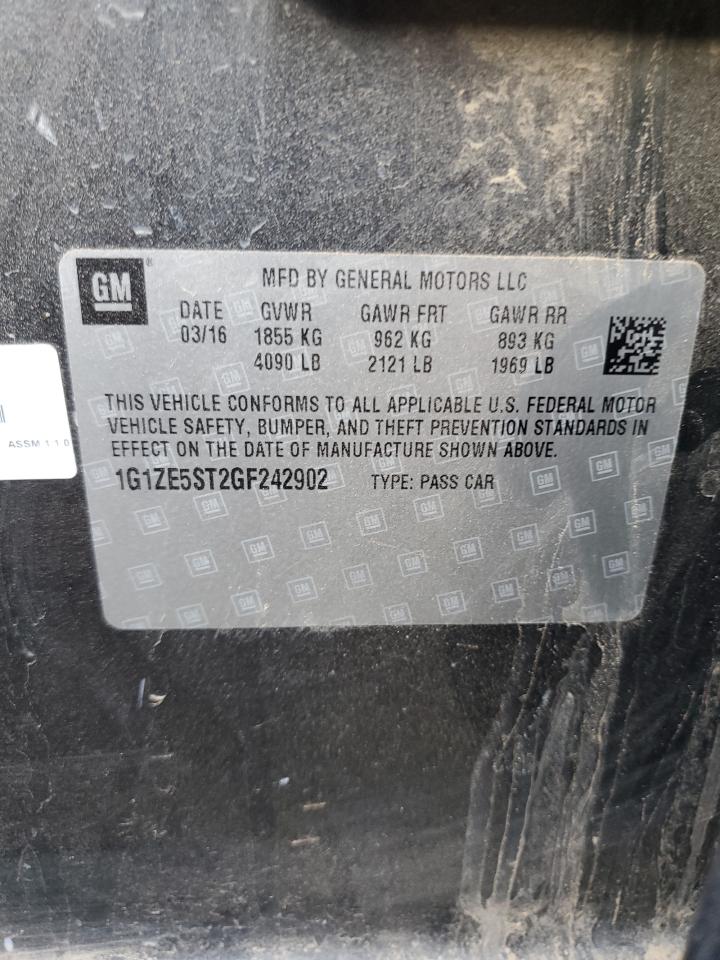 GM ®
MFD BY GENERAL MOTORS LLC
DATE GVWR GAWR FRT GAWR RR
03/16 1855 KG 962 KG 893 KG
4090 LB 2121 LB 1969 LB
THIS VEHICLE CONFORMS TO ALL APPLICABLE U.S. FEDERAL MOTOR
VEHICLE SAFETY, BUMPER, AND THEFT PREVENTION STANDARDS IN
EFFECT ON THE DATE OF MANUFACTURE SHOWN ABOVE.
1G1ZE5ST2GF242902 TYPE: PASS CAR
ASSM 1.1.0